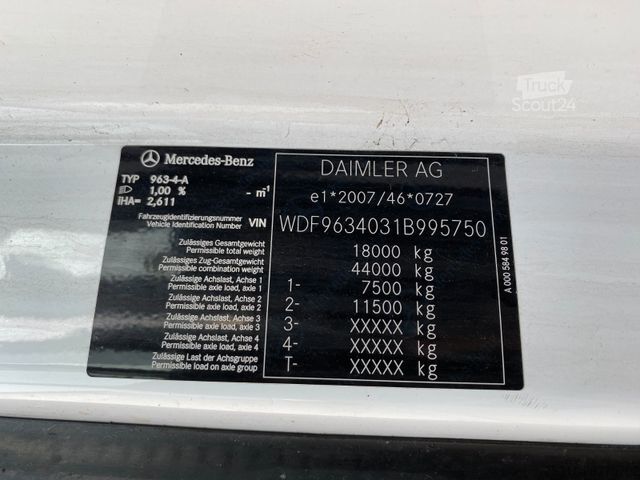 Truck
Scout24
Mercedes-Benz
DAIMLER AG
TYP 963-4-A
1,00 % - m⁻¹
IHA= 2,611
e1*2007/46*0727
Fahrzeugidentifizierungsnummer
Vehicle Identification Number VIN WDF9634031B995750
Zulässiges Gesamtgewicht
Permissible total weight 18000 kg
Zulässiges Zug-Gesamtgewicht
Permissible combination weight 44000 kg
Zulässige Achslast, Achse 1
Permissible axle load, axle 1 1- 7500 kg
Zulässige Achslast, Achse 2
Permissible axle load, axle 2 2- 11500 kg
Zulässige Achslast, Achse 3
Permissible axle load, axle 3 3- XXXXX kg
Zulässige Achslast, Achse 4
Permissible axle load, axle 4 4- XXXXX kg
Zulässige Last der Achsgruppe
Permissible load on axle group T- XXXXX kg
A 000 584 98 01